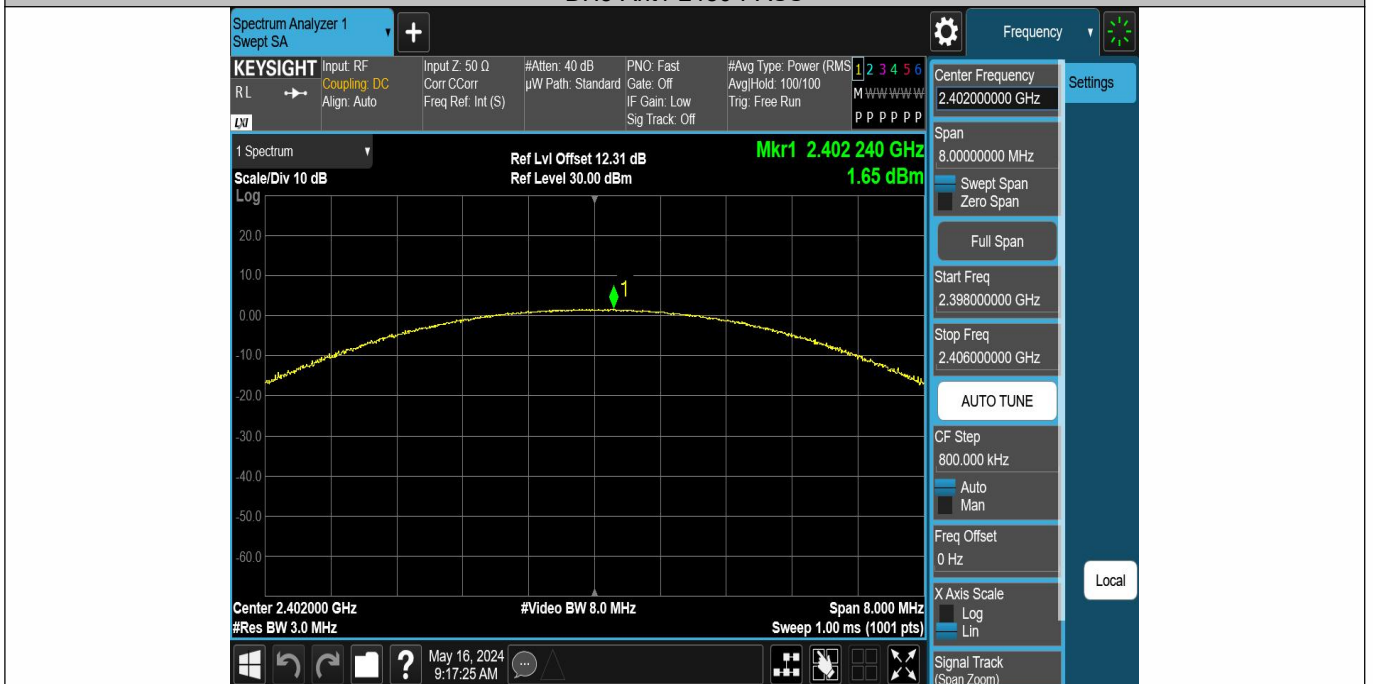 Spectrum Analyzer 1
Swept SA
Frequency
KEYSIGHT
RL
LXI
Input: RF
Coupling: DC
Align: Auto
Input Z: 50 Ω
Corr CCorr
Freq Ref: Int (S)
#Atten: 40 dB
µW Path: Standard
PNO: Fast
Gate: Off
IF Gain: Low
Sig Track: Off
#Avg Type: Power (RMS
Avg|Hold: 100/100
Trig: Free Run
1 2 3 4 5 6
M W W W W W
P P P P P P
1 Spectrum
Scale/Div 10 dB
Log
Ref Lvl Offset 12.31 dB
Ref Level 30.00 dBm
Mkr1 2.402 240 GHz
1.65 dBm
20.0
10.0
0.00
-10.0
-20.0
-30.0
-40.0
-50.0
-60.0
1
Center 2.402000 GHz
#Res BW 3.0 MHz
#Video BW 8.0 MHz
Span 8.000 MHz
Sweep 1.00 ms (1001 pts)
May 16, 2024
9:17:25 AM
Center Frequency
2.402000000 GHz
Settings
Span
8.00000000 MHz
Swept Span
Zero Span
Full Span
Start Freq
2.398000000 GHz
Stop Freq
2.406000000 GHz
AUTO TUNE
CF Step
800.000 kHz
Auto
Man
Freq Offset
0 Hz
X Axis Scale
Log
Lin
Local
Signal Track
(Span Zoom)